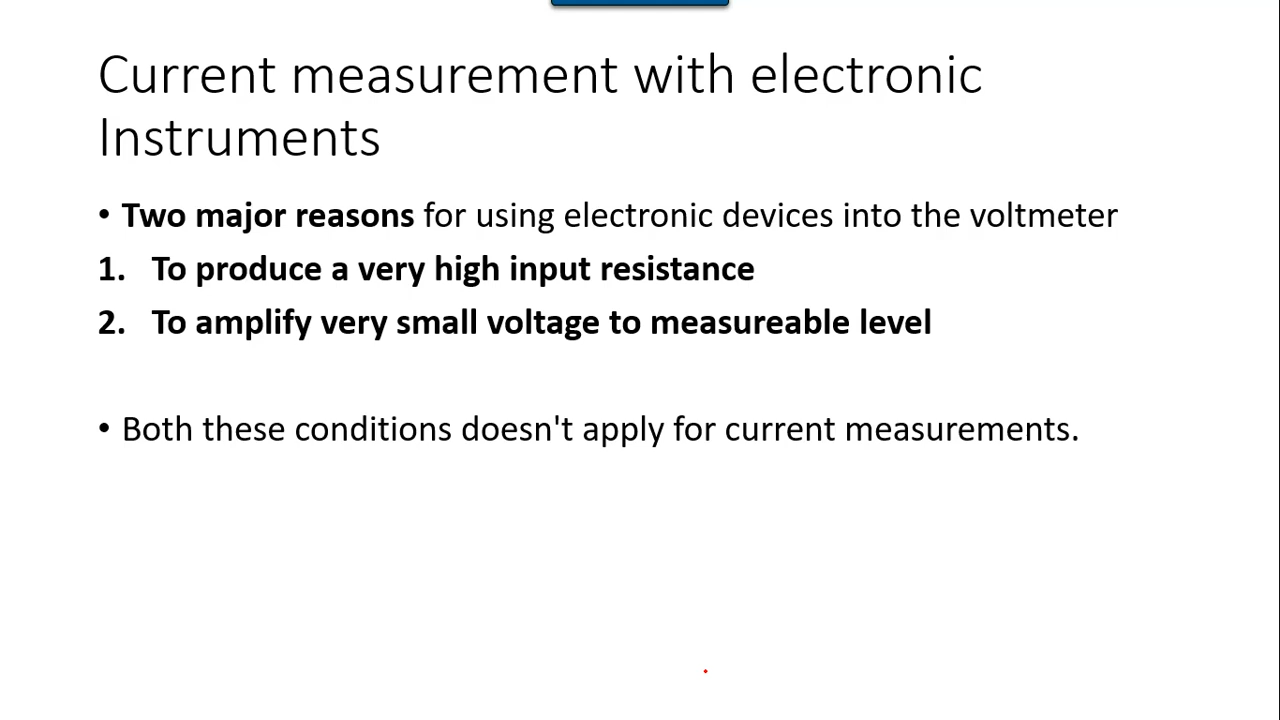 Current measurement with electronic
Instruments
• Two major reasons for using electronic devices into the voltmeter
1. To produce a very high input resistance
2. To amplify very small voltage to measureable level
• Both these conditions doesn't apply for current measurements.